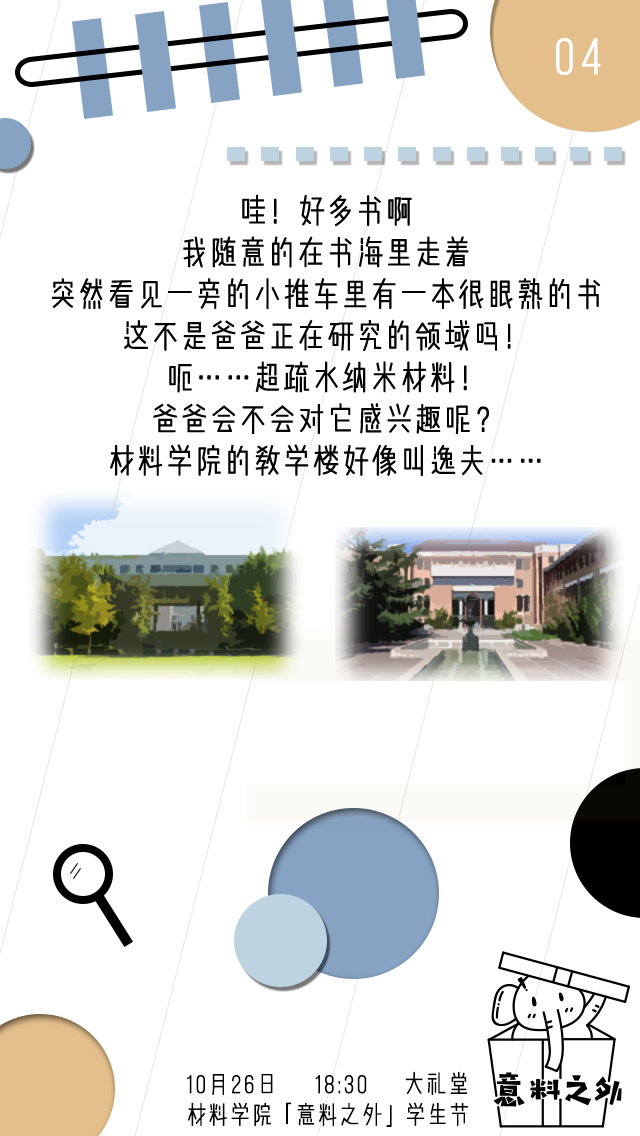 04
哇！好多书啊
我随意的在书海里走着
突然看见一旁的小推车里有一本很眼熟的书
这不是爸爸正在研究的领域吗！
呃……超疏水纳米材料！
爸爸会不会对它感兴趣呢？
材料学院的教学楼好像叫逸夫……
10月26日 18:30 大礼堂
材料学院「意料之外」学生节
意料之外